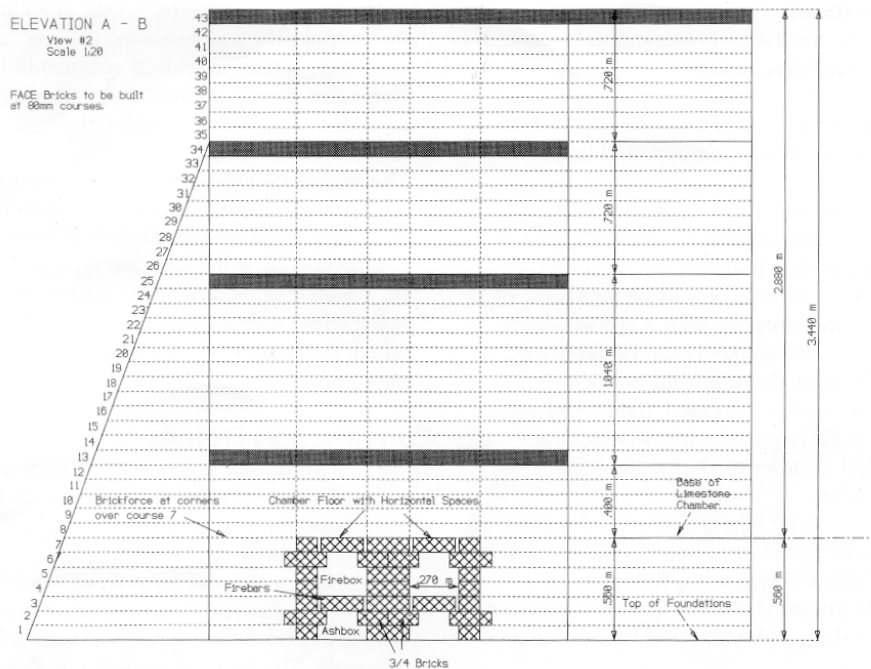 ELEVATION A - B
View #2
Scale 1:20
FACE Bricks to be built
at 80mm courses.
43
42
41
40
39
38
37
36
35
34
33
32
31
30
29
28
27
26
25
24
23
22
21
20
19
18
17
16
15
14
13
12
11
10
9
8
7
6
5
4
3
2
1
.720 m
.720 m
1.040 m
.400 m
.560 m
2.880 m
.560 m
3.440 m
Brickforce at corners
over course 7
Chamber Floor with Horizontal Spaces
Base of
Limestone
Chamber
Firebox
270 m
Firebars
Top of Foundations
Ashbox
3/4 Bricks